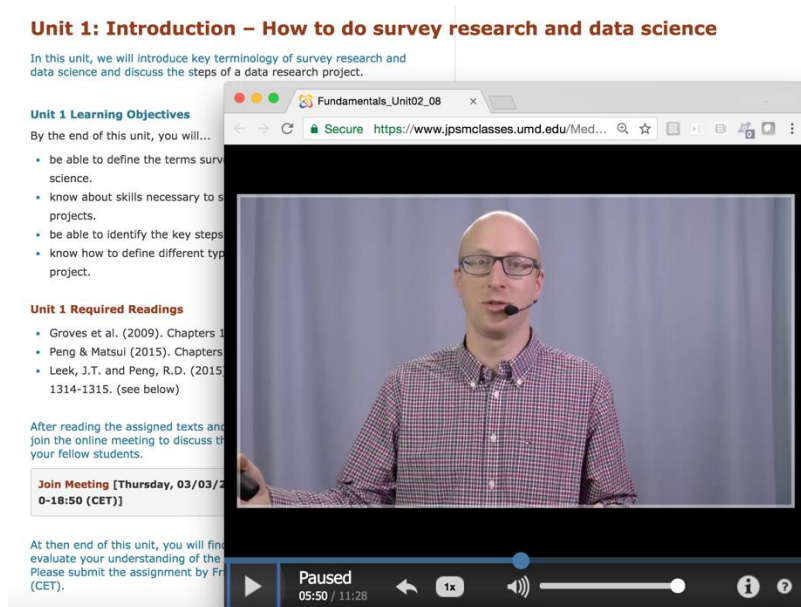 Unit 1: Introduction – How to do survey research and data science
In this unit, we will introduce key terminology of survey research and
data science and discuss the steps of a data research project.
Unit 1 Learning Objectives
By the end of this unit, you will...
be able to define the terms surv
science.
know about skills necessary to s
projects.
be able to identify the key steps
know how to define different typ
project.
Unit 1 Required Readings
Groves et al. (2009). Chapters 1
Peng & Matsui (2015). Chapters
Leek, J.T. and Peng, R.D. (2015
1314-1315. (see below)
After reading the assigned texts and
join the online meeting to discuss th
your fellow students.
Join Meeting [Thursday, 03/03/2
0-18:50 (CET)]
At then end of this unit, you will find
evaluate your understanding of the
Please submit the assignment by Fr
(CET).
Fundamentals_Unit02_08
Secure https://www.jpsmclasses.umd.edu/Med...
0
Paused
05:50 / 11:28
1x